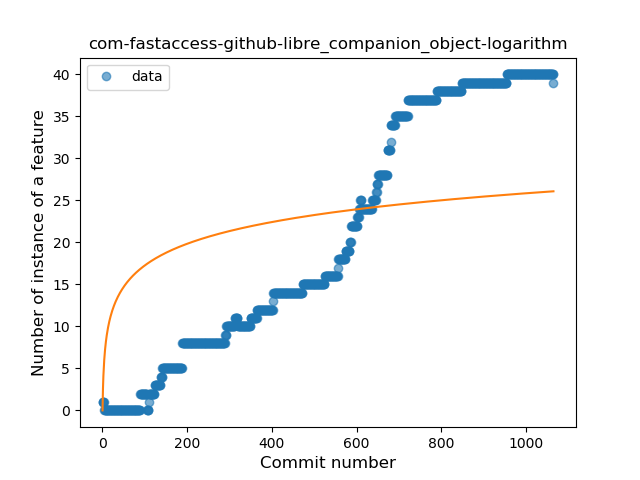 com-fastaccess-github-libre_companion_object-logarithm
data
Number of instance of a feature
40
35
30
25
20
15
10
5
0
0 200 400 600 800 1000
Commit number